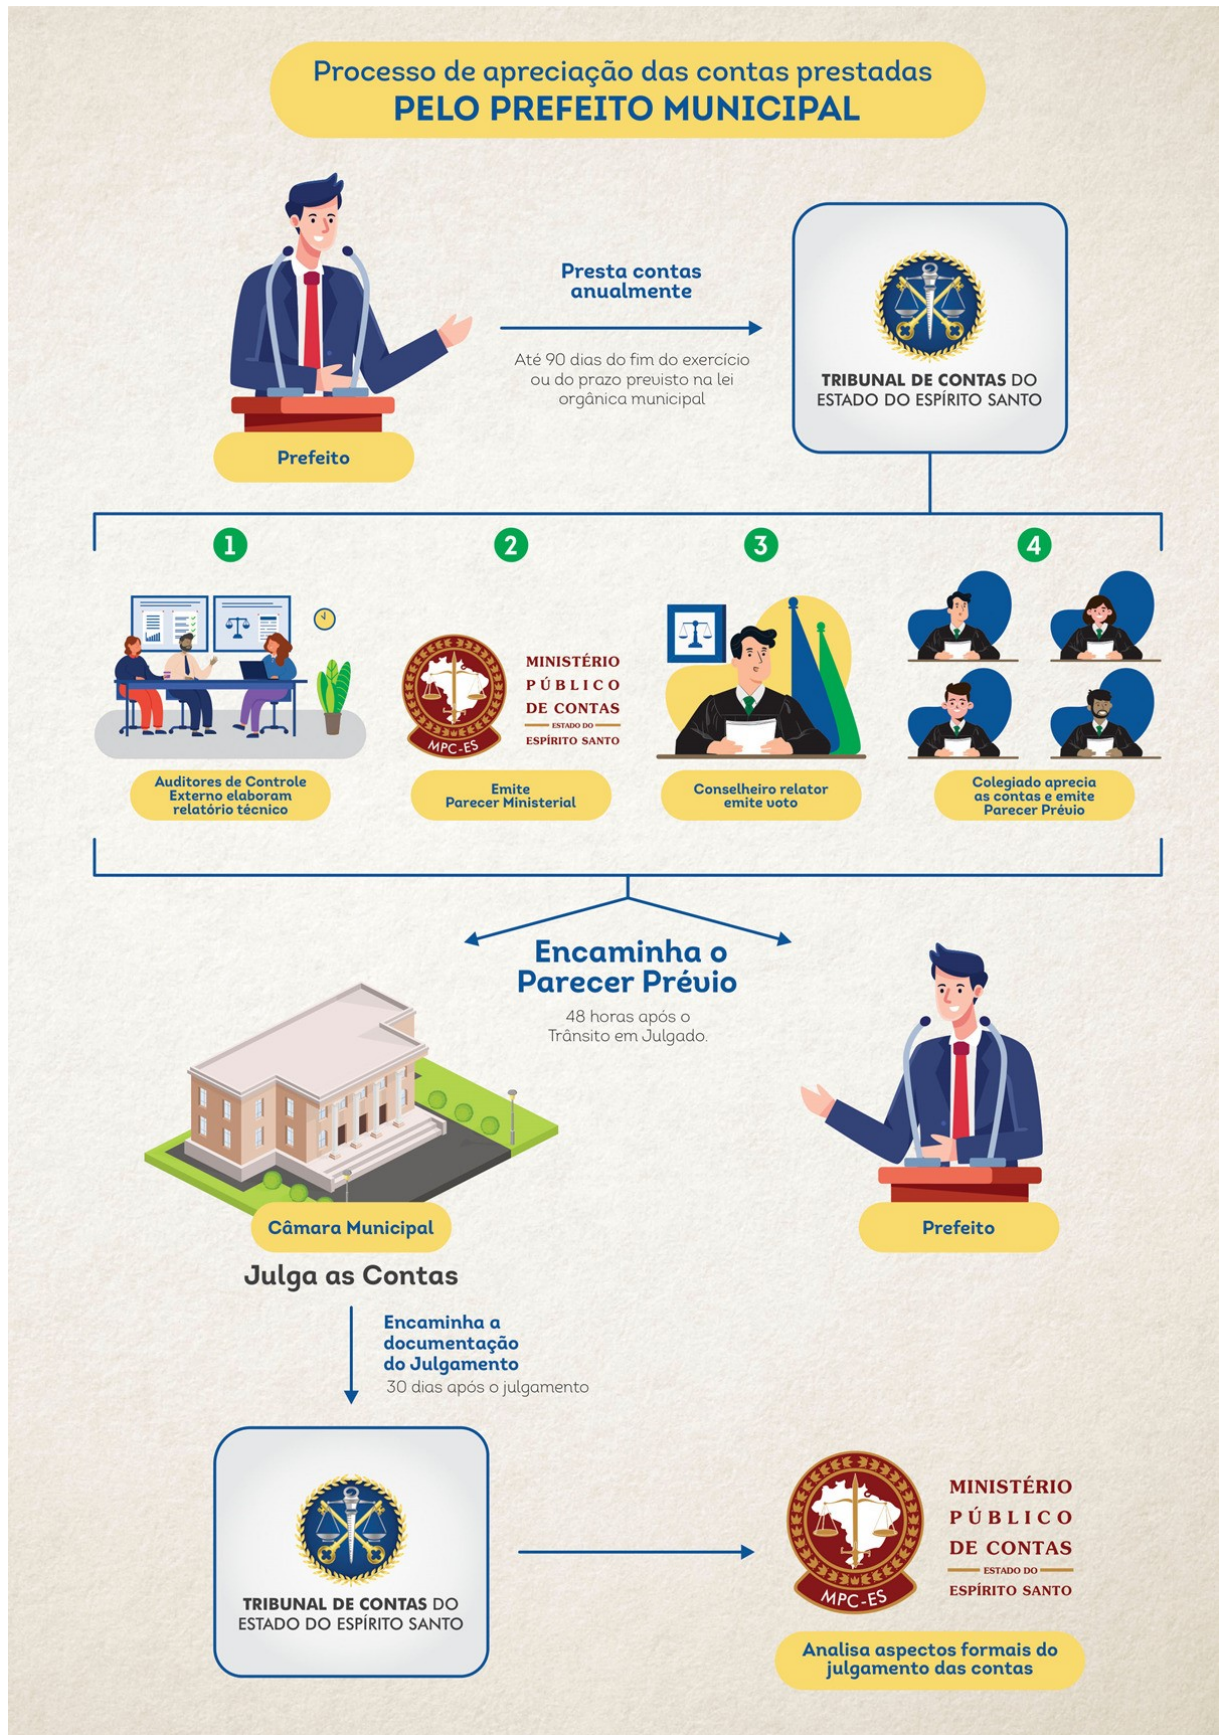 Processo de apreciação das contas prestadas
PELO PREFEITO MUNICIPAL
Presta contas
anualmente
Até 90 dias do fim do exercício
ou do prazo previsto na lei
orgânica municipal
TRIBUNAL DE CONTAS DO
ESTADO DO ESPÍRITO SANTO
Prefeito
1
2
3
4
MINISTÉRIO
PÚBLICO
DE CONTAS
ESTADO DO
ESPÍRITO SANTO
MPC-ES
Auditores de Controle
Externo elaboram
relatório técnico
Emite
Parecer Ministerial
Conselheiro relator
emite voto
Colegiado aprecia
as contas e emite
Parecer Prévio
Encaminha o
Parecer Prévio
48 horas após o
Trânsito em Julgado.
Câmara Municipal
Prefeito
Julga as Contas
Encaminha a
documentação
do Julgamento
30 dias após o julgamento
TRIBUNAL DE CONTAS DO
ESTADO DO ESPÍRITO SANTO
MINISTÉRIO
PÚBLICO
DE CONTAS
ESTADO DO
ESPÍRITO SANTO
MPC-ES
Analisa aspectos formais do
julgamento das contas